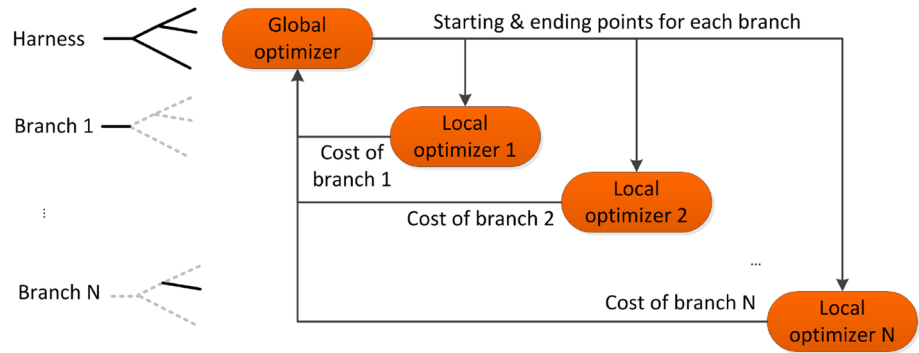 Harness
Global
optimizer
Starting & ending points for each branch
Branch 1
Local
optimizer 1
Cost of
branch 1
Local
optimizer 2
Cost of branch 2
...
...
Branch N
Cost of branch N
Local
optimizer N